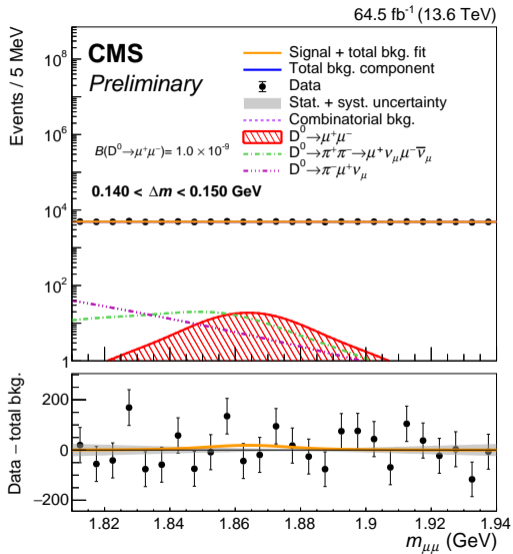 64.5 fb⁻¹ (13.6 TeV)
CMS
Preliminary
Signal + total bkg. fit
Total bkg. component
Data
Stat. + syst. uncertainty
Combinatorial bkg.
D⁰→μ⁺μ⁻
D⁰→π⁺π⁻→μ⁺ν_μμ⁻ν̅_μ
D⁰→π⁻μ⁺ν_μ
B(D⁰→μ⁺μ⁻)= 1.0 × 10⁻⁹
0.140 < Δm < 0.150 GeV
Events / 5 MeV
10⁸
10⁶
10⁴
10²
1
Data – total bkg.
200
0
−200
1.82 1.84 1.86 1.88 1.9 1.92 1.94
m_μμ (GeV)